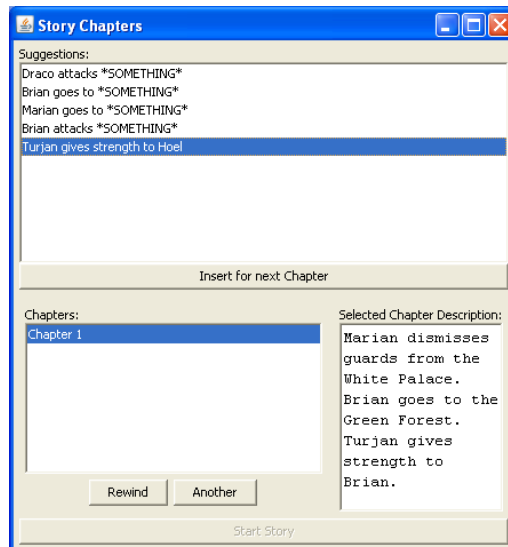 Story Chapters
Suggestions:
Draco attacks *SOMETHING*
Brian goes to *SOMETHING*
Marian goes to *SOMETHING*
Brian attacks *SOMETHING*
Turjan gives strength to Hoel
Insert for next Chapter
Chapters:
Chapter 1
Rewind
Another
Selected Chapter Description:
Marian dismisses
guards from the
White Palace.
Brian goes to the
Green Forest.
Turjan gives
strength to
Brian.
Start Story